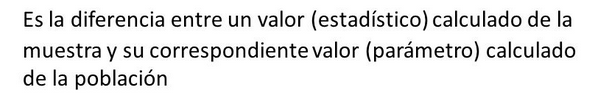 Es la diferencia entre un valor (estadístico) calculado de la
muestra y su correspondiente valor (parámetro) calculado
de la población